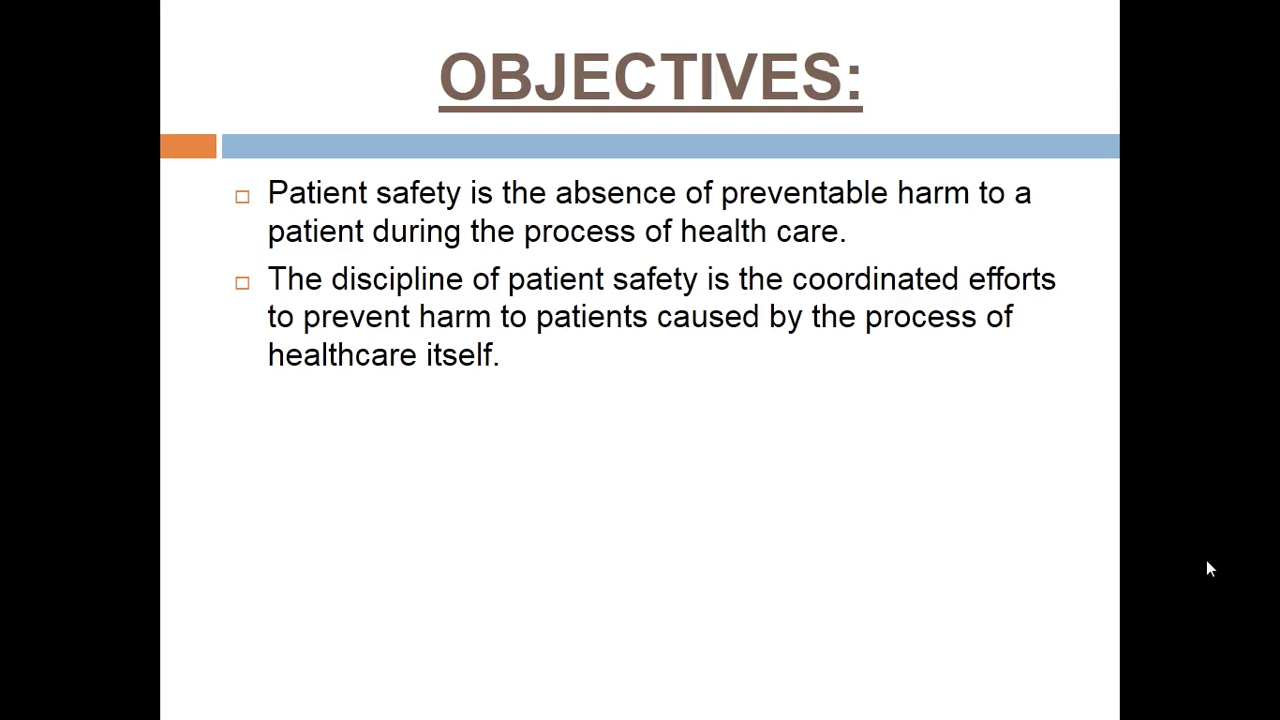 OBJECTIVES:
Patient safety is the absence of preventable harm to a
patient during the process of health care.
The discipline of patient safety is the coordinated efforts
to prevent harm to patients caused by the process of
healthcare itself.